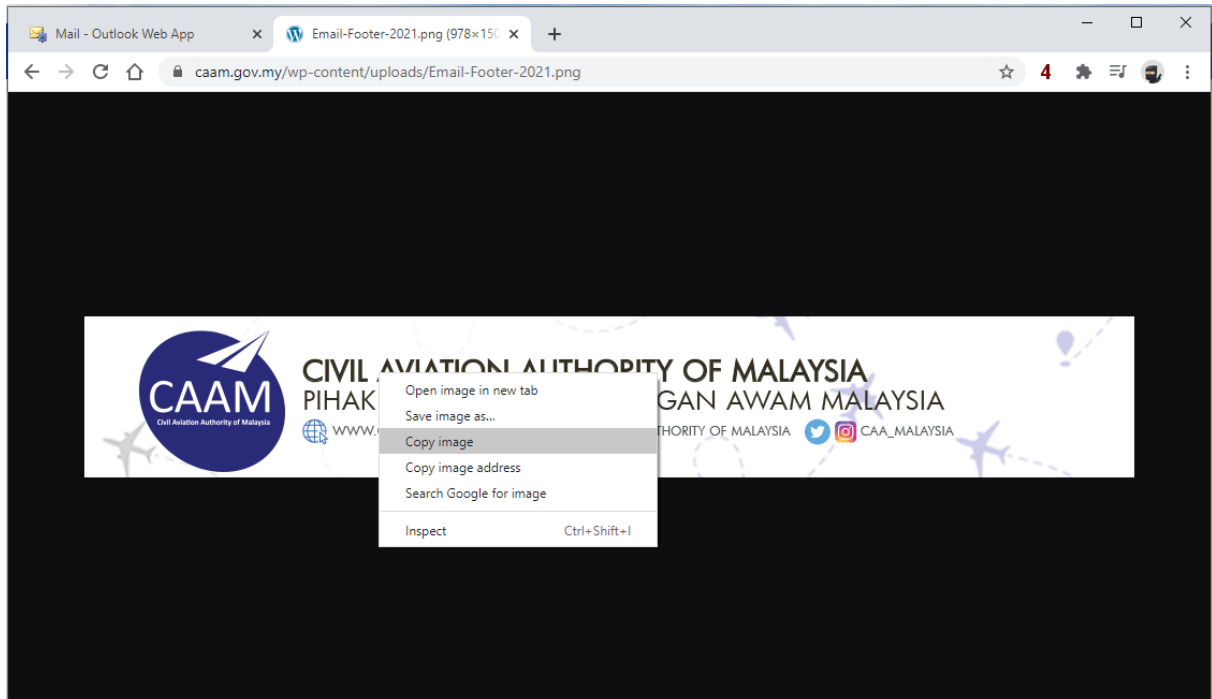 Mail - Outlook Web App
Email-Footer-2021.png (978×150
caam.gov.my/wp-content/uploads/Email-Footer-2021.png
4
CAAM
Civil Aviation Authority of Malaysia
CIVIL AVIATION AUTHORITY OF MALAYSIA
PIHAK GAN AWAM MALAYSIA
WWW. THORITY OF MALAYSIA CAA_MALAYSIA
Open image in new tab
Save image as...
Copy image
Copy image address
Search Google for image
Inspect Ctrl+Shift+I